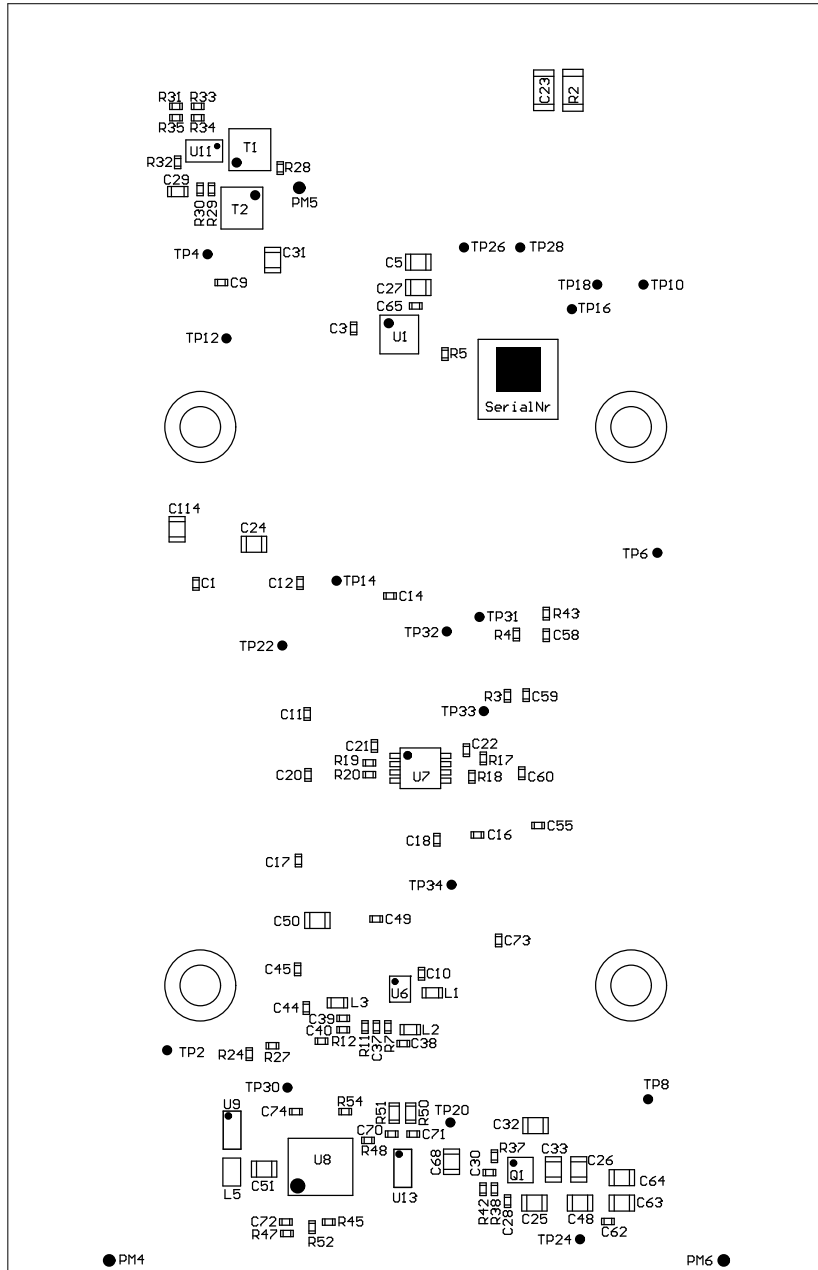 C23
R2
R31 R33
R35 R34
U11
T1
R32
R28
C29
R30
R29
T2
PM5
TP4
C31
C9
C5
TP26
TP28
C27
TP18
TP10
C65
TP16
C3
U1
TP12
R5
SerialNr
C114
C24
TP6
C1
C12
TP14
C14
TP31
R43
TP32
R4
C58
TP22
R3
C59
C11
TP33
C21
C22
R19
R17
C20
R20
U7
R18
C60
C55
C18
C16
C17
TP34
C50
C49
C73
C45
C10
U6
L1
C44
L3
C39
C40
R12
R11
C37
R7
L2
C38
TP2
R24
R27
TP30
TP8
U9
C74
R54
R51
R50
TP20
C32
C70
C71
R48
R37
L5
C51
U8
U13
C68
C30
Q1
C33
C26
C64
R42
R38
C28
C25
C48
C63
C72
R45
C62
R47
R52
TP24
PM4
PM6